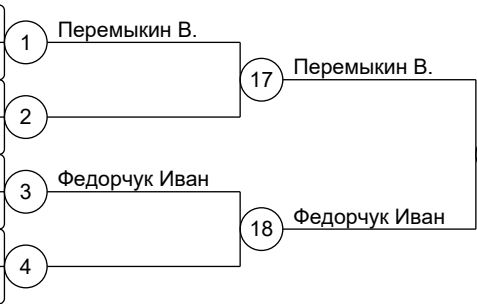 1
Перемыкин В.
2
17
Перемыкин В.
3
Федорчук Иван
4
18
Федорчук Иван